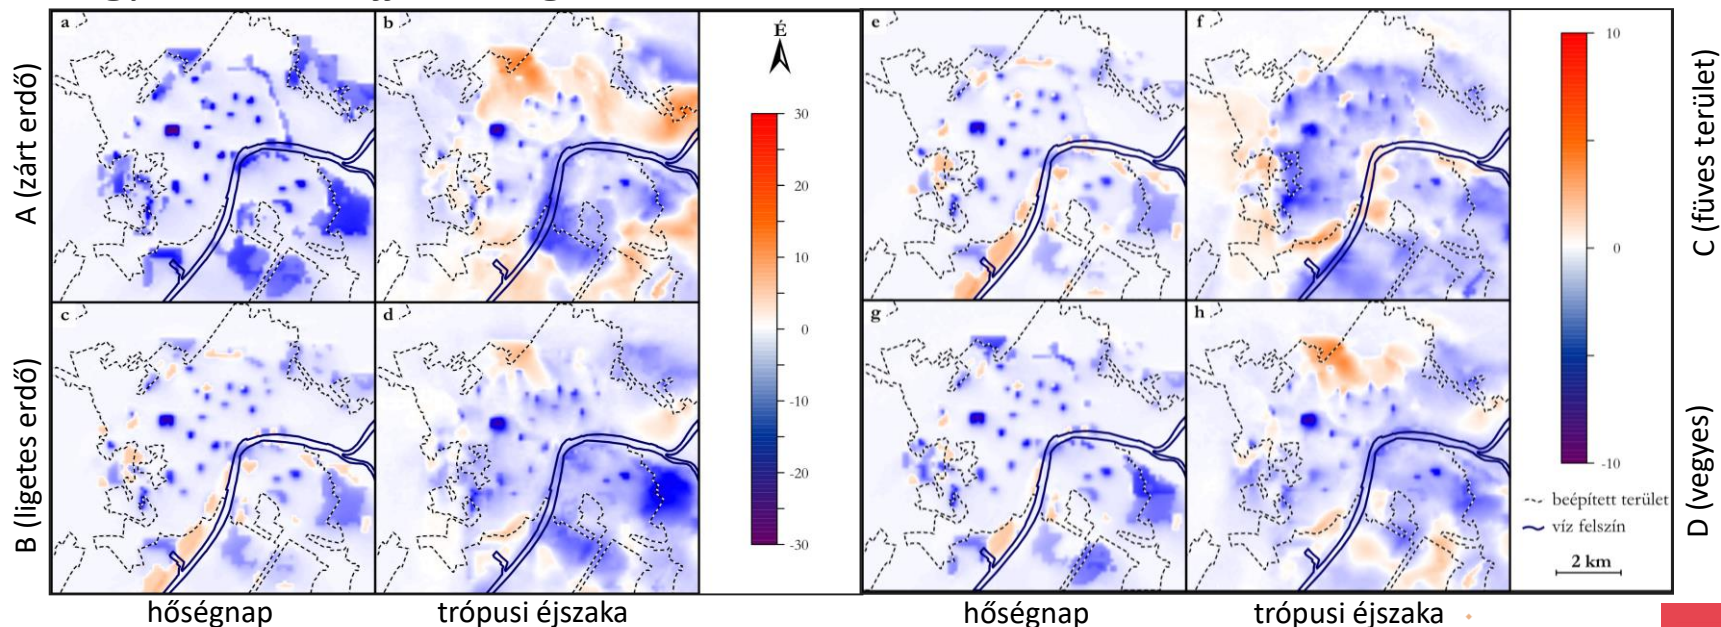 a
b
e
f
É
10
30
20
10
0
-10
-20
-30
0
-10
A (zárt erdő)
C (füves terület)
c
d
g
h
B (ligetes erdő)
D (vegyes)
beépített terület
víz felszín
2 km
hőségnap
trópusi éjszaka
hőségnap
trópusi éjszaka